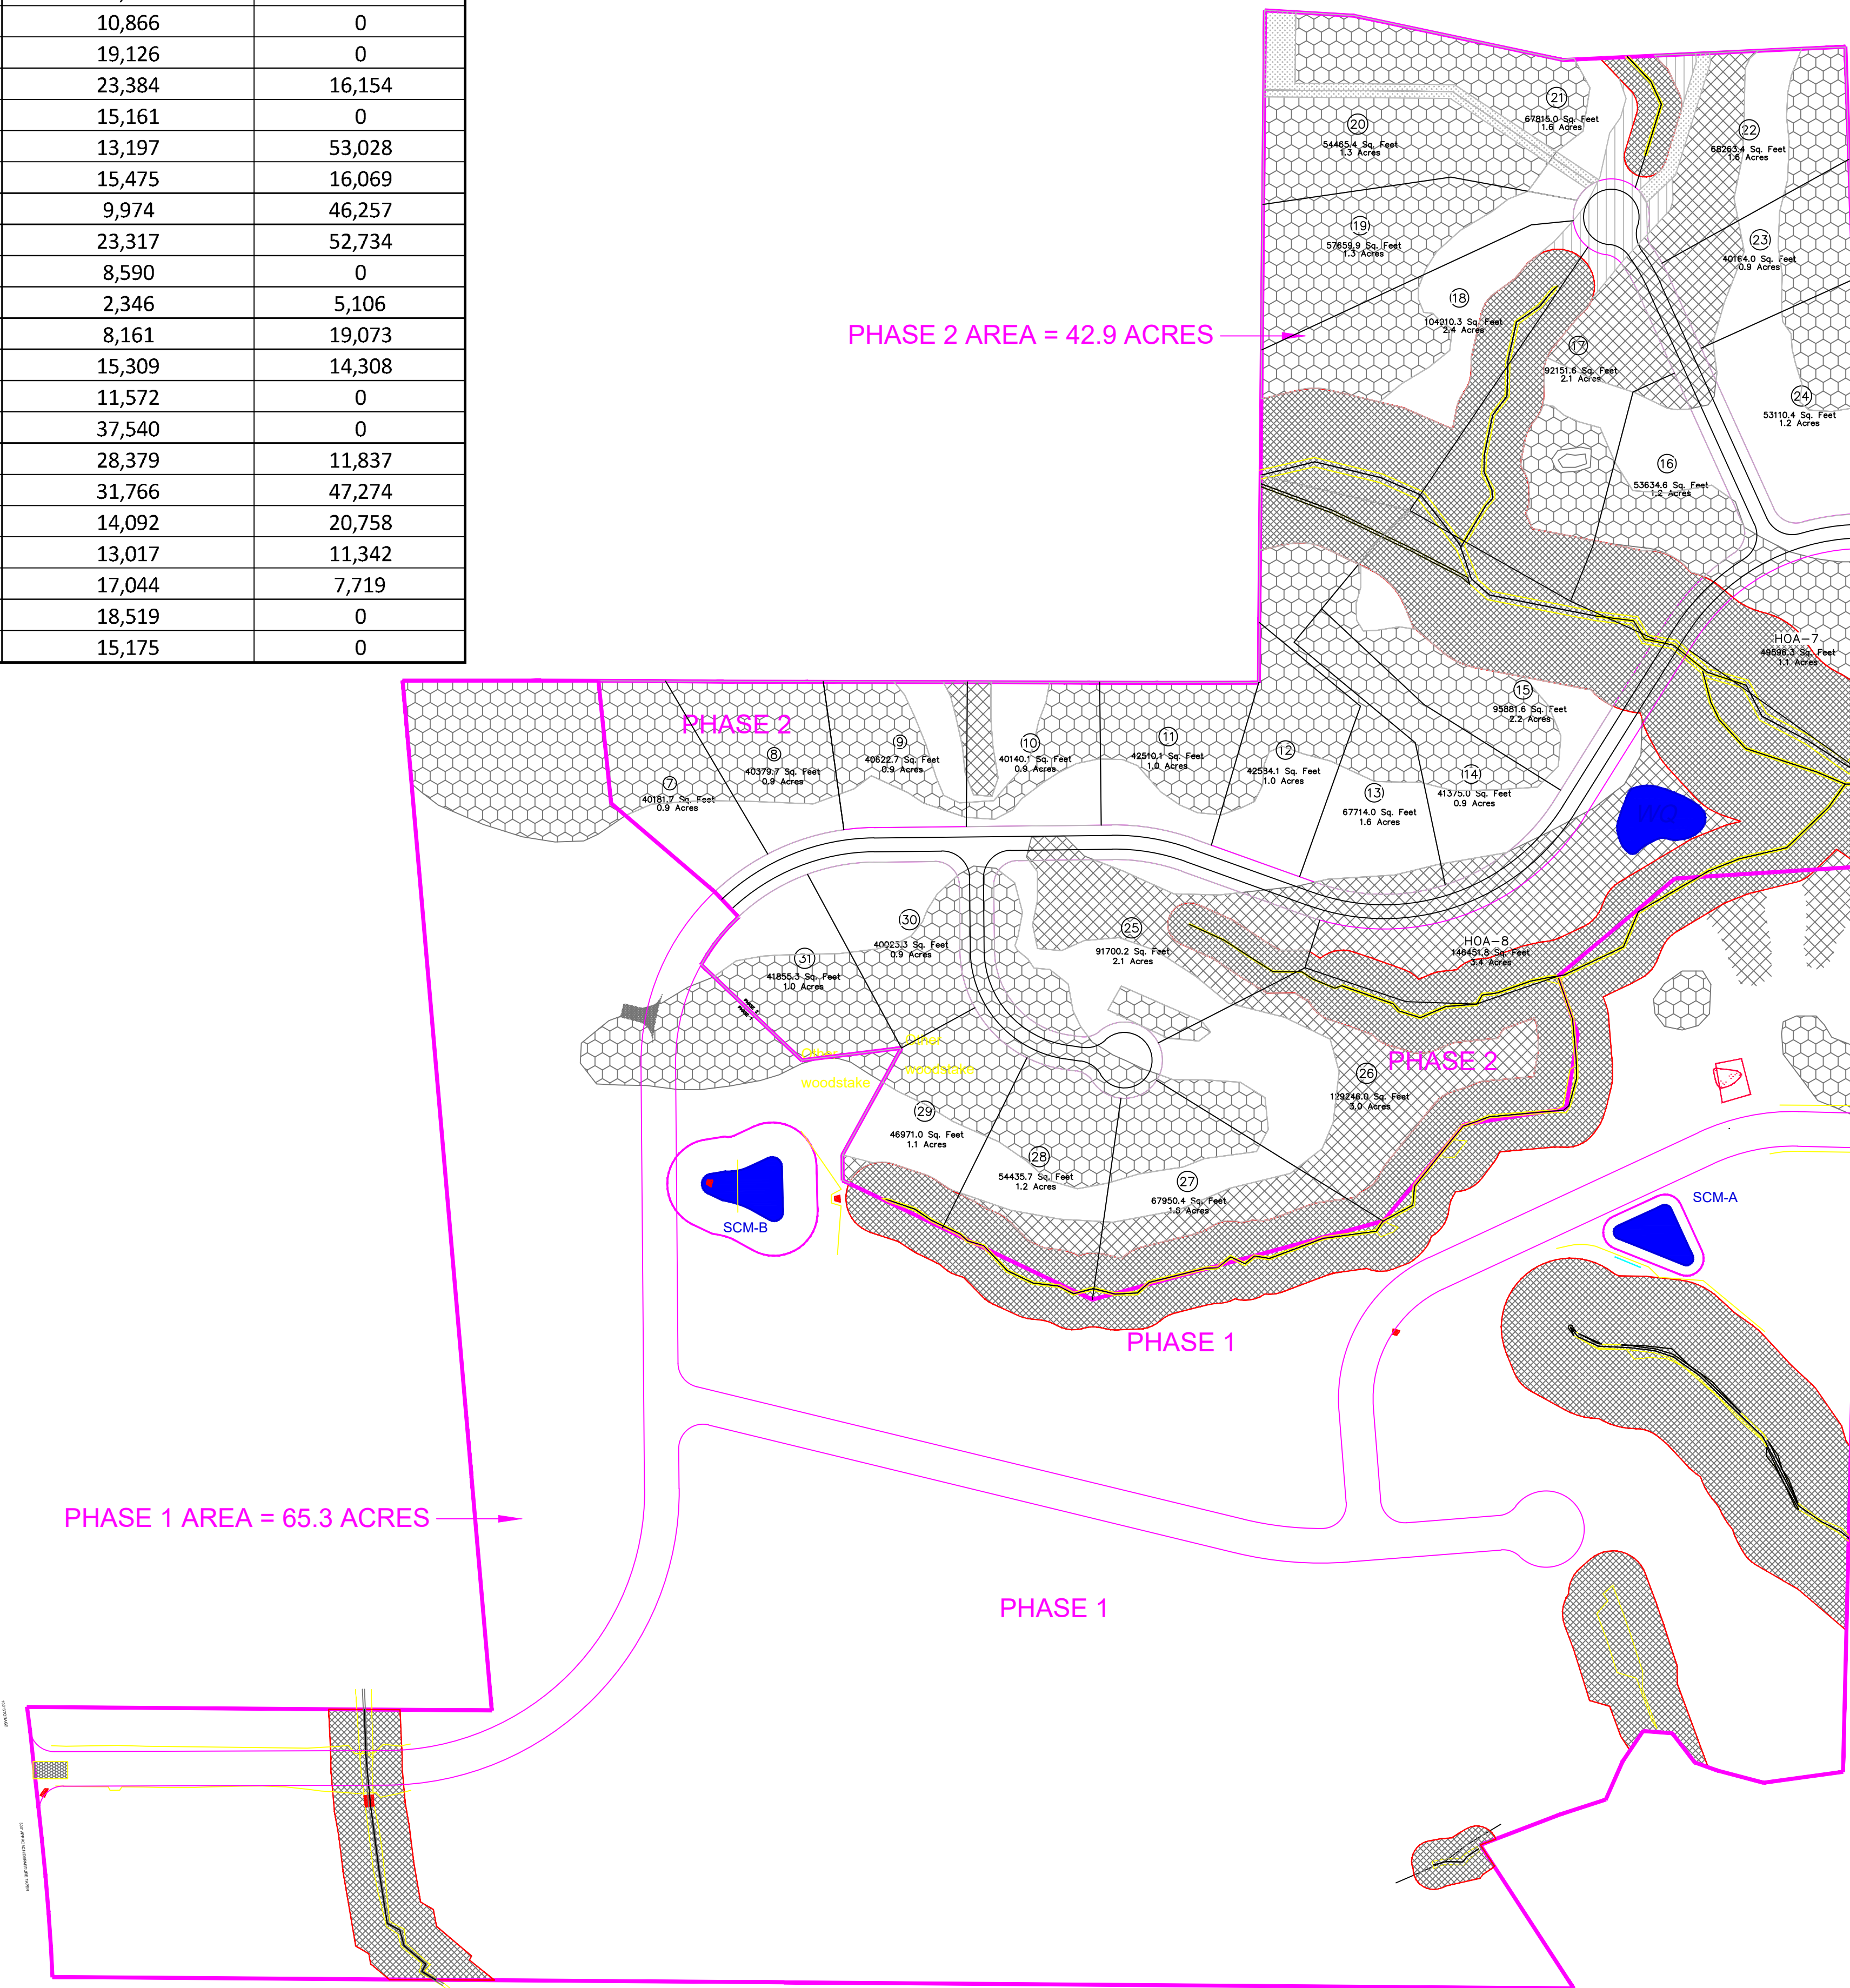 10,866 0
19,126 0
23,384 16,154
15,161 0
13,197 53,028
15,475 16,069
9,974 46,257
23,317 52,734
8,590 0
2,346 5,106
8,161 19,073
15,309 14,308
11,572 0
37,540 0
28,379 11,837
31,766 47,274
14,092 20,758
13,017 11,342
17,044 7,719
18,519 0
15,175 0
21
67815.0 Sq. Feet
1.6 Acres
20
54465.4 Sq. Feet
1.3 Acres
22
68263.4 Sq. Feet
1.6 Acres
19
57659.9 Sq. Feet
1.3 Acres
23
40164.0 Sq. Feet
0.9 Acres
18
104910.3 Sq. Feet
2.4 Acres
PHASE 2 AREA = 42.9 ACRES
17
92151.6 Sq. Feet
2.1 Acres
24
53110.4 Sq. Feet
1.2 Acres
16
53634.6 Sq. Feet
1.2 Acres
HOA-7
49596.3 Sq. Feet
1.1 Acres
15
95881.6 Sq. Feet
2.2 Acres
PHASE 2
7
40181.7 Sq. Feet
0.9 Acres
8
40379.7 Sq. Feet
0.9 Acres
9
40622.7 Sq. Feet
0.9 Acres
10
40140.1 Sq. Feet
0.9 Acres
11
42510.1 Sq. Feet
1.0 Acres
12
42534.1 Sq. Feet
1.0 Acres
13
67714.0 Sq. Feet
1.6 Acres
14
41375.0 Sq. Feet
0.9 Acres
WQ
30
40023.3 Sq. Feet
0.9 Acres
25
91700.2 Sq. Feet
2.1 Acres
HOA-8
146451.8 Sq. Feet
3.4 Acres
31
41855.3 Sq. Feet
1.0 Acres
PHASE 2
PHASE 1
Other
woodstake
Other
woodstake
PHASE 2
26
129246.0 Sq. Feet
3.0 Acres
29
46971.0 Sq. Feet
1.1 Acres
28
54435.7 Sq. Feet
1.2 Acres
27
67950.4 Sq. Feet
1.6 Acres
SCM-B
SCM-A
PHASE 1
PHASE 1 AREA = 65.3 ACRES
PHASE 1